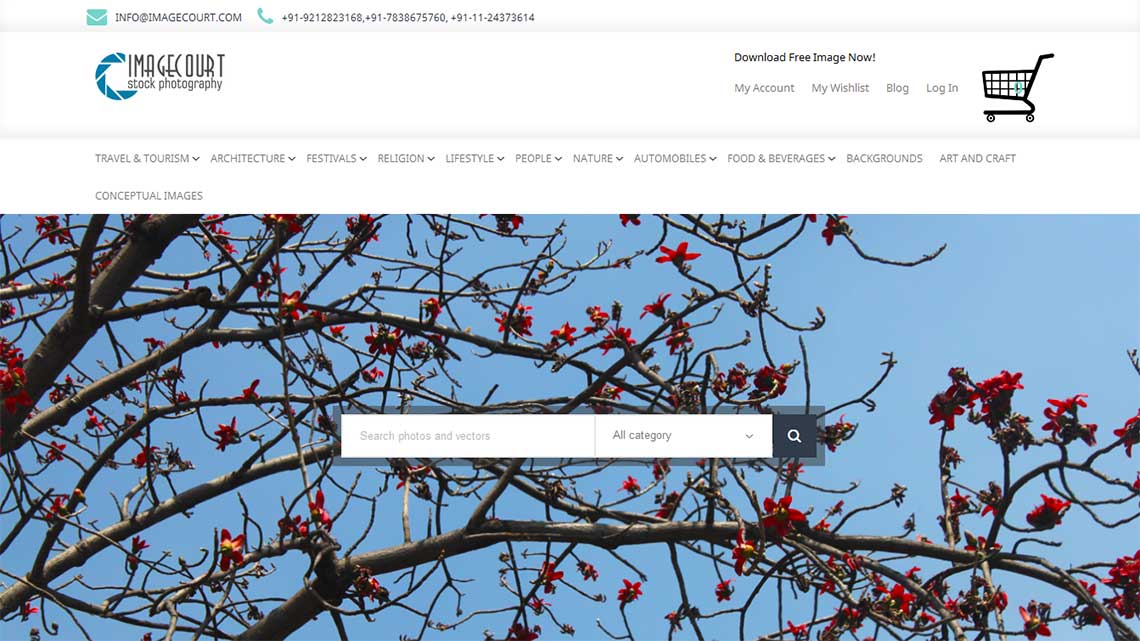 INFO@IMAGECOURT.COM +91-9212823168,+91-7838675760, +91-11-24373614
IMAGECOURT
stock photography
Download Free Image Now!
My Account My Wishlist Blog Log In
0
TRAVEL & TOURISM ARCHITECTURE FESTIVALS RELIGION LIFESTYLE PEOPLE NATURE AUTOMOBILES FOOD & BEVERAGES BACKGROUNDS ART AND CRAFT
CONCEPTUAL IMAGES
Search photos and vectors All category